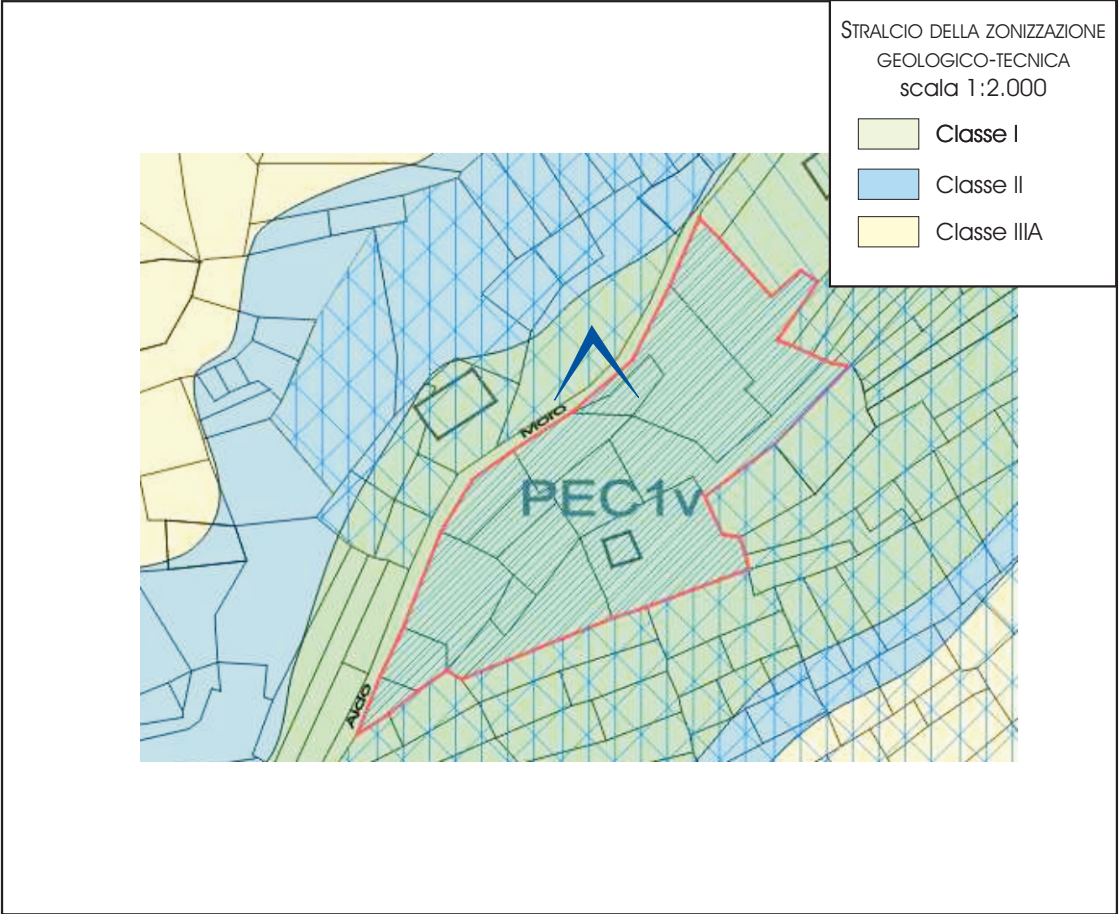 STRALCIO DELLA ZONIZZAZIONE
GEOLOGICO-TECNICA
scala 1:2.000
Classe I
Classe II
Classe IIIA
Moro
PEC1v
Aldo